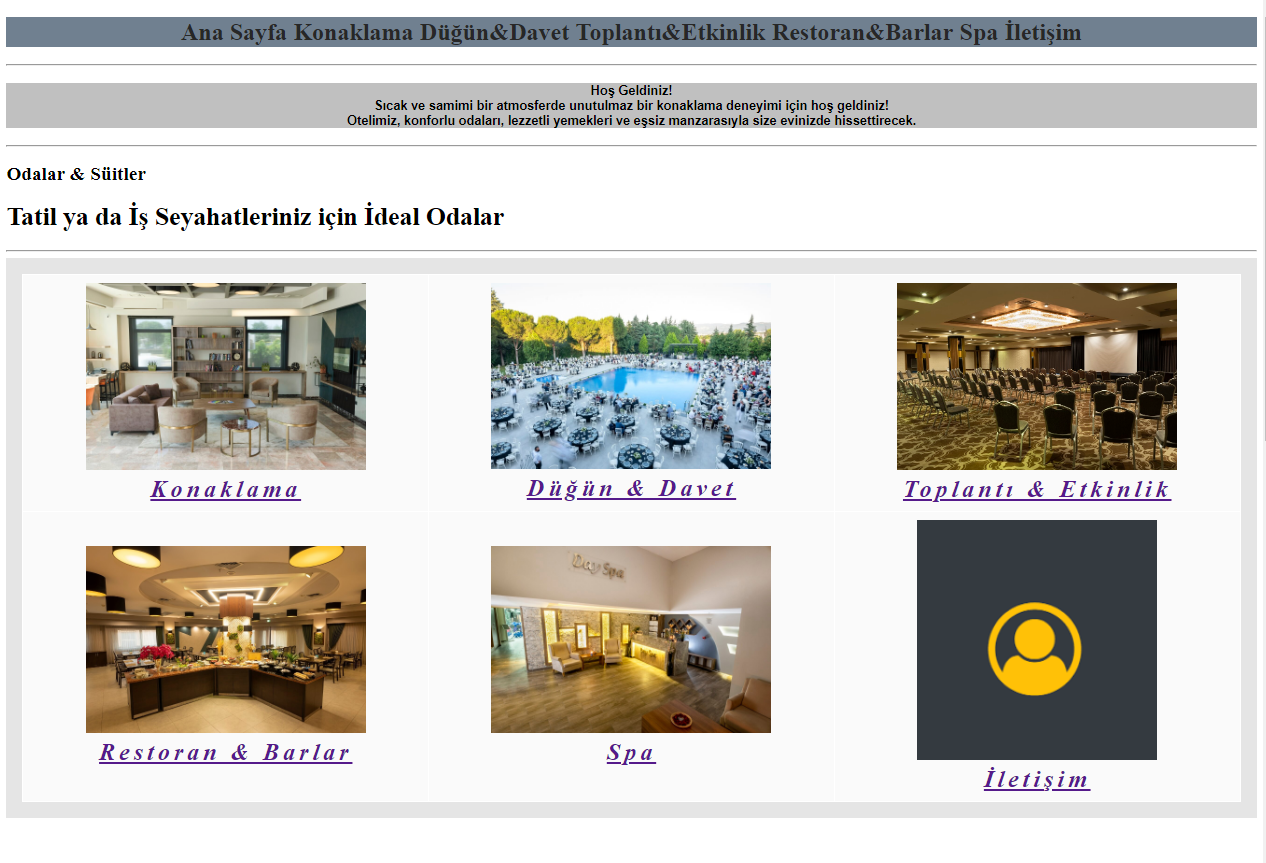 Ana Sayfa Konaklama Düğün&Davet Toplantı&Etkinlik Restoran&Barlar Spa İletişim
Hoş Geldiniz!
Sıcak ve samimi bir atmosferde unutulmaz bir konaklama deneyimi için hoş geldiniz!
Otelimiz, konforlu odaları, lezzetli yemekleri ve eşsiz manzarasıyla size evinizde hissettirecek.
Odalar & Süitler
Tatil ya da İş Seyahatleriniz için İdeal Odalar
Konaklama
Düğün & Davet
Toplantı & Etkinlik
Day Spa
Restoran & Barlar
Spa
İletişim